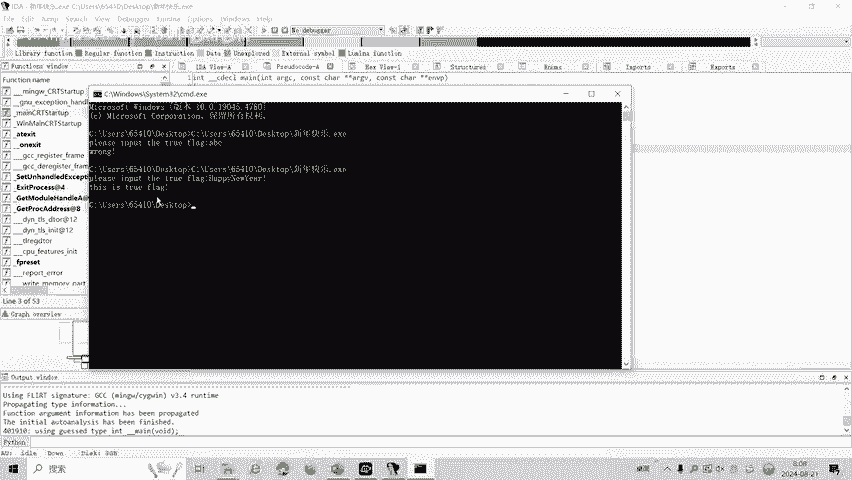 IDA - 新年快乐.exe C:\Users\65410\Desktop\新年快乐.exe
File Edit Jump Search View Debugger Options Windows Help
No debugger
Library function Regular function Instruction Data Unexplored External symbol Lumina function
Functions window
IDA View-A Pseudocode-A Hex View-1 Structures Enums Imports Exports
Function name
int __cdecl main(int argc, const char **argv, const char **envp)
__mingw_CRTStartup
__gnu_exception_handl
_mainCRTStartup
_WinMainCRTStartup
_atexit
__onexit
___gcc_register_frame
___gcc_deregister_frame
_SetUnhandledExcept
_ExitProcess@4
_GetModuleHandleA@
_GetProcAddress@8
___dyn_tls_dtor@12
___dyn_tls_init@12
___tlregdtor
___cpu_features_init
_fpreset
___report_error
___write_memory_part
Line 3 of 53
Graph overview
C:\Windows\System32\cmd.exe
Microsoft Windows [版本 10.0.19045.4780]
(c) Microsoft Corporation。保留所有权利。
C:\Users\65410\Desktop>C:\Users\65410\Desktop\新年快乐.exe
please input the true flag:abc
wrong!
C:\Users\65410\Desktop>C:\Users\65410\Desktop\新年快乐.exe
please input the true flag:HappyNewYear!
this is true flag!
C:\Users\65410\Desktop>
Output window
Using FLIRT signature: GCC (mingw/cygwin) v3.4 runtime
Propagating type information...
Function argument information has been propagated
The initial autoanalysis has been finished.
401910: using guessed type int __main(void);
Python
AU: idle Down Disk: 8GB
搜索
8:08
2024-08-21